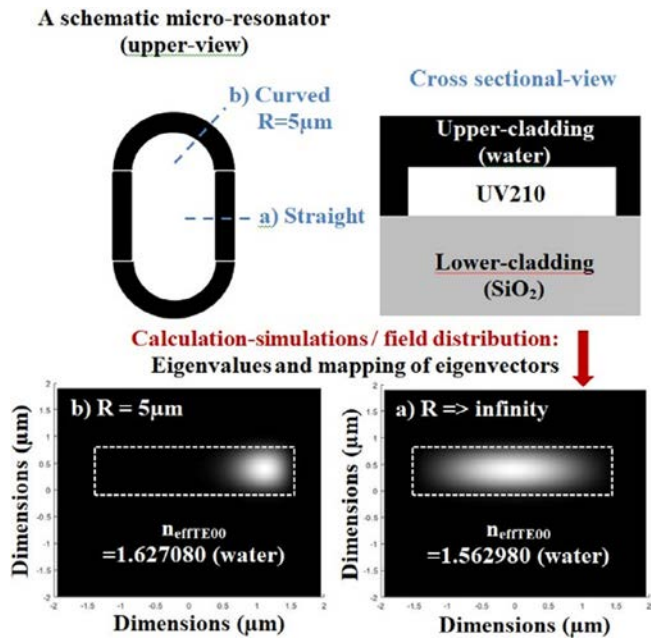 A schematic micro-resonator
(upper-view)
b) Curved
R=5µm
a) Straight
Cross sectional-view
Upper-cladding
(water)
UV210
Lower-cladding
(SiO₂)
Calculation-simulations / field distribution:
Eigenvalues and mapping of eigenvectors
Dimensions (µm)
2
1.5
1
0.5
0
-0.5
-1
-1.5
-2
b) R = 5µm
neffTE00
=1.627080 (water)
-2 -1.5 -1 -0.5 0 0.5 1 1.5 2
Dimensions (µm)
Dimensions (µm)
2
1.5
1
0.5
0
-0.5
-1
-1.5
-2
a) R => infinity
neffTE00
=1.562980 (water)
-2 -1.5 -1 -0.5 0 0.5 1 1.5 2
Dimensions (µm)